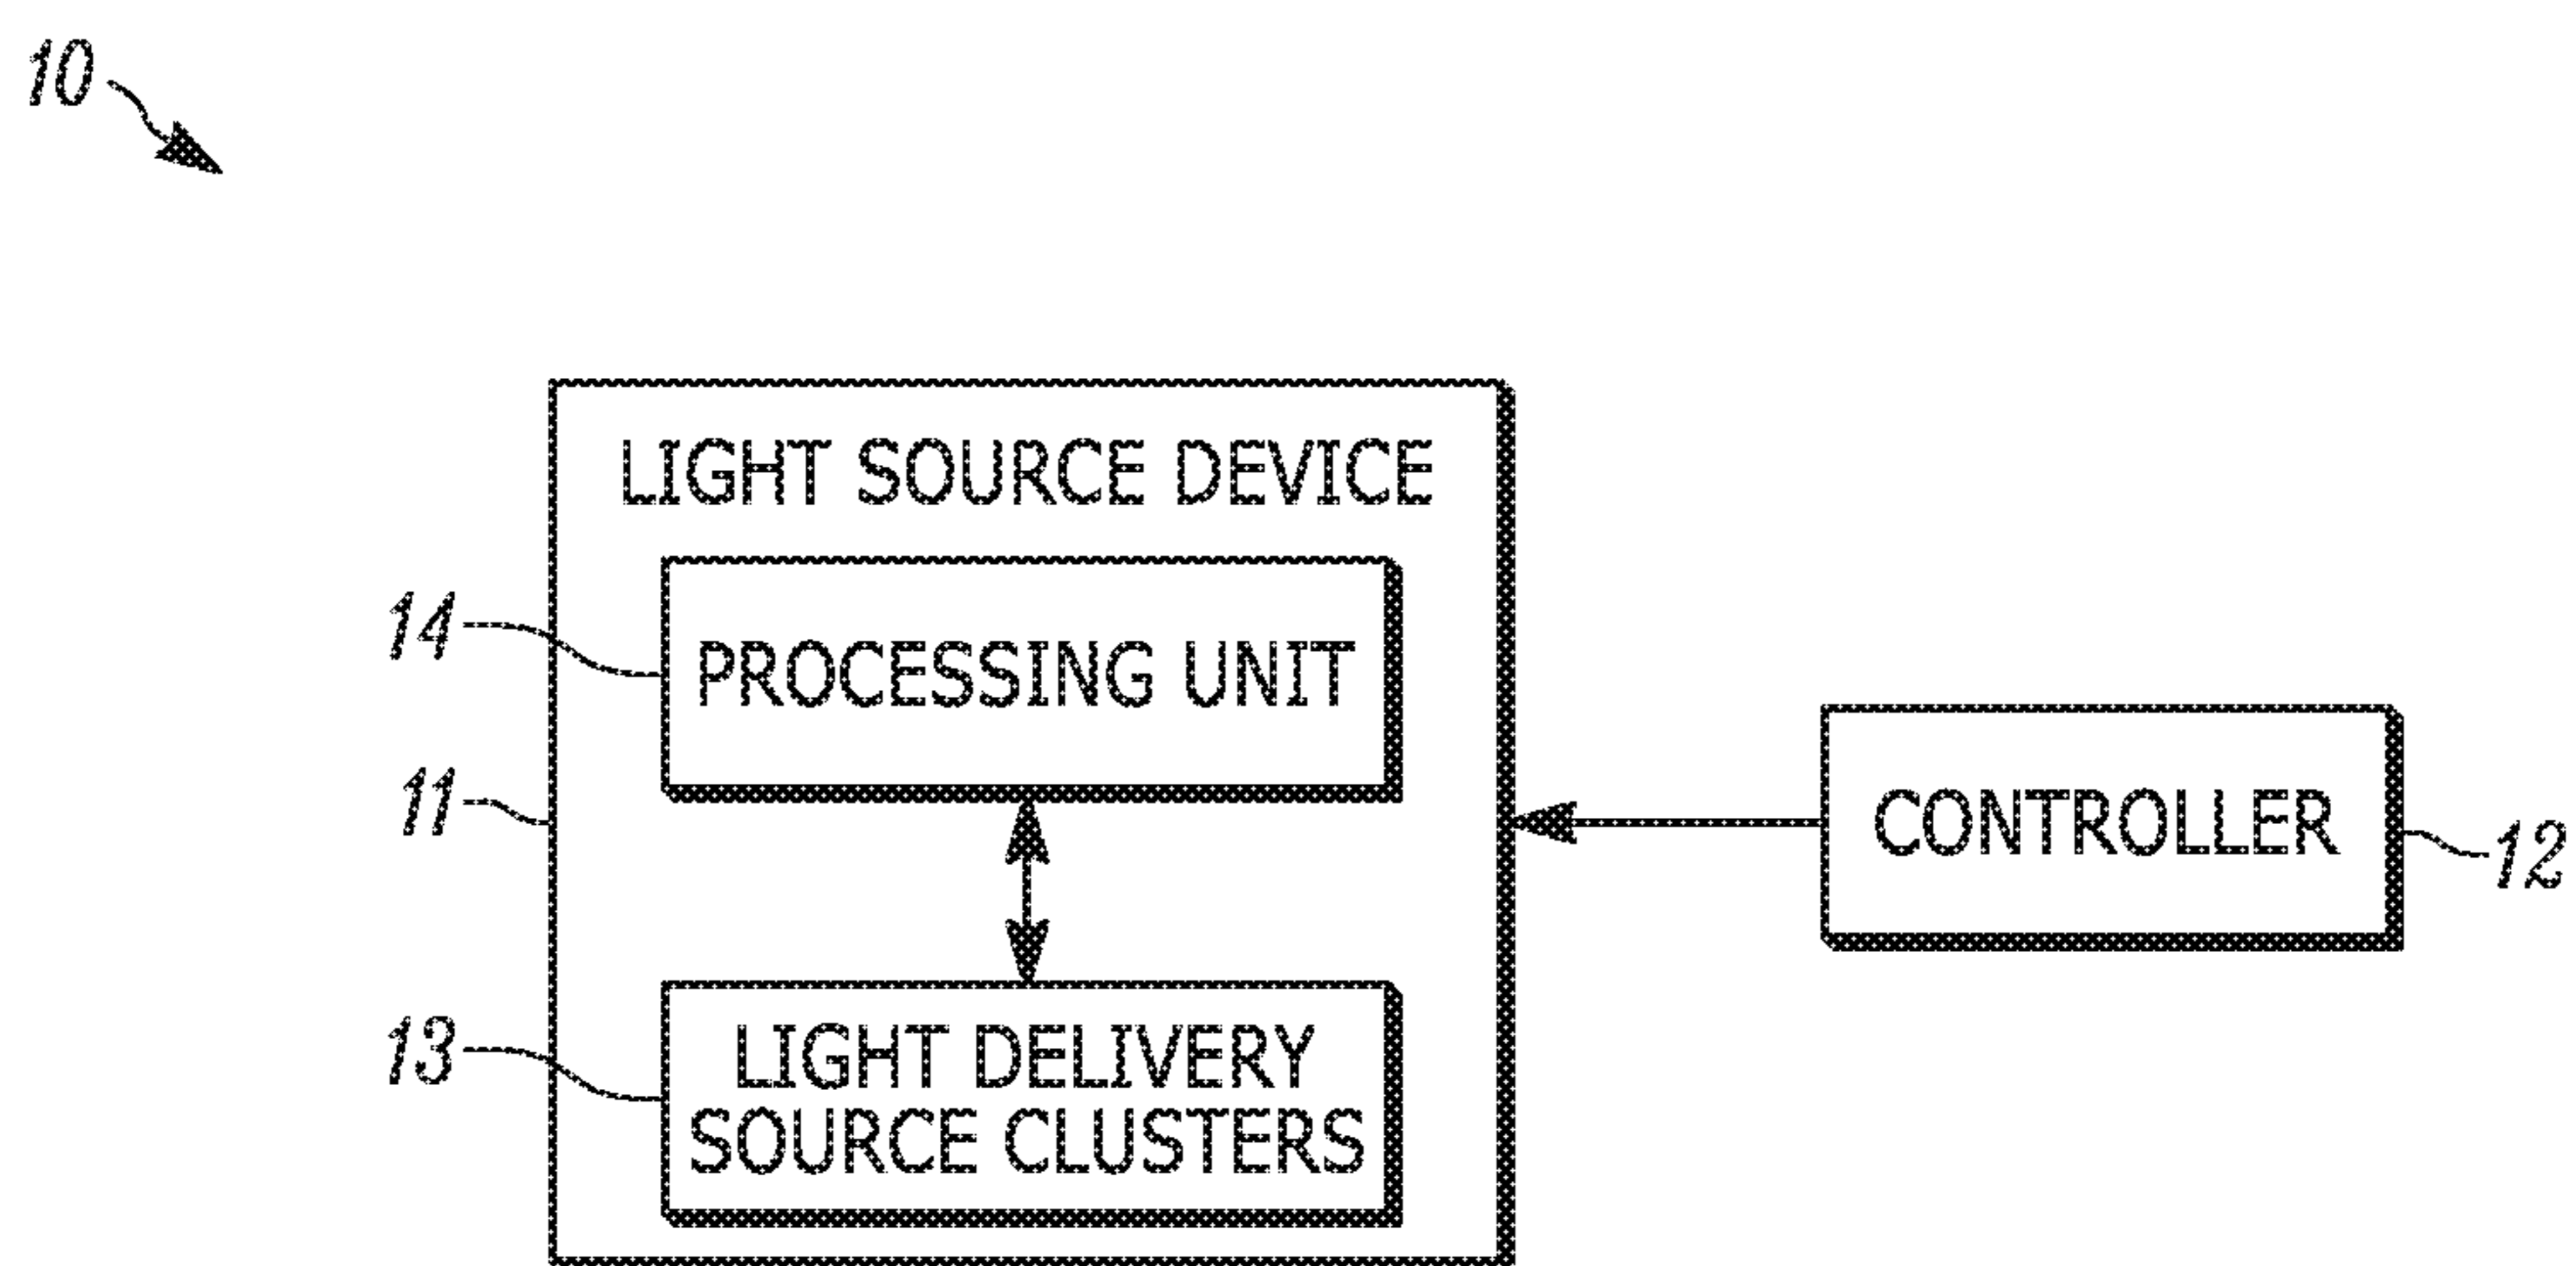 10
LIGHT SOURCE DEVICE
14
PROCESSING UNIT
11
CONTROLLER
12
13
LIGHT DELIVERY
SOURCE CLUSTERS